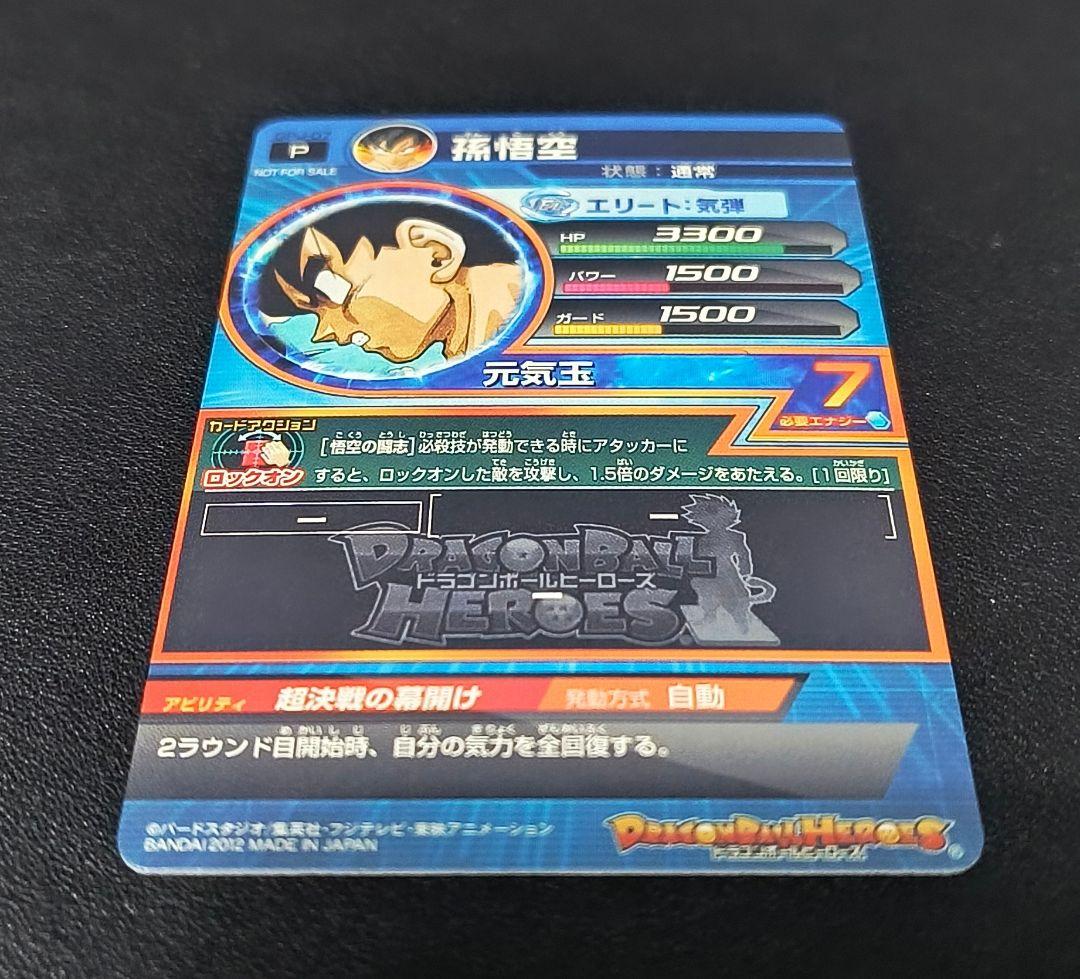 P
NOT FOR SALE
孫悟空
状態：通常
エリート：気弾
HP 3300
パワー 1500
ガード 1500
元気玉
7
必要エナジー
カードアクション
ロックオン
[悟空の闘志]必殺技が発動できる時にアタッカーに
すると、ロックオンした敵を攻撃し、1.5倍のダメージをあたえる。[1回限り]
DRAGONBALL
ドラゴンボールヒーローズ
HEROES
アビリティ 超決戦の幕開け 発動方式 自動
2ラウンド目開始時、自分の気力を全回復する。
©バードスタジオ/集英社・フジテレビ・東映アニメーション
BANDAI 2012 MADE IN JAPAN
DRAGONBALL HEROES
ドラゴンボールヒーローズ